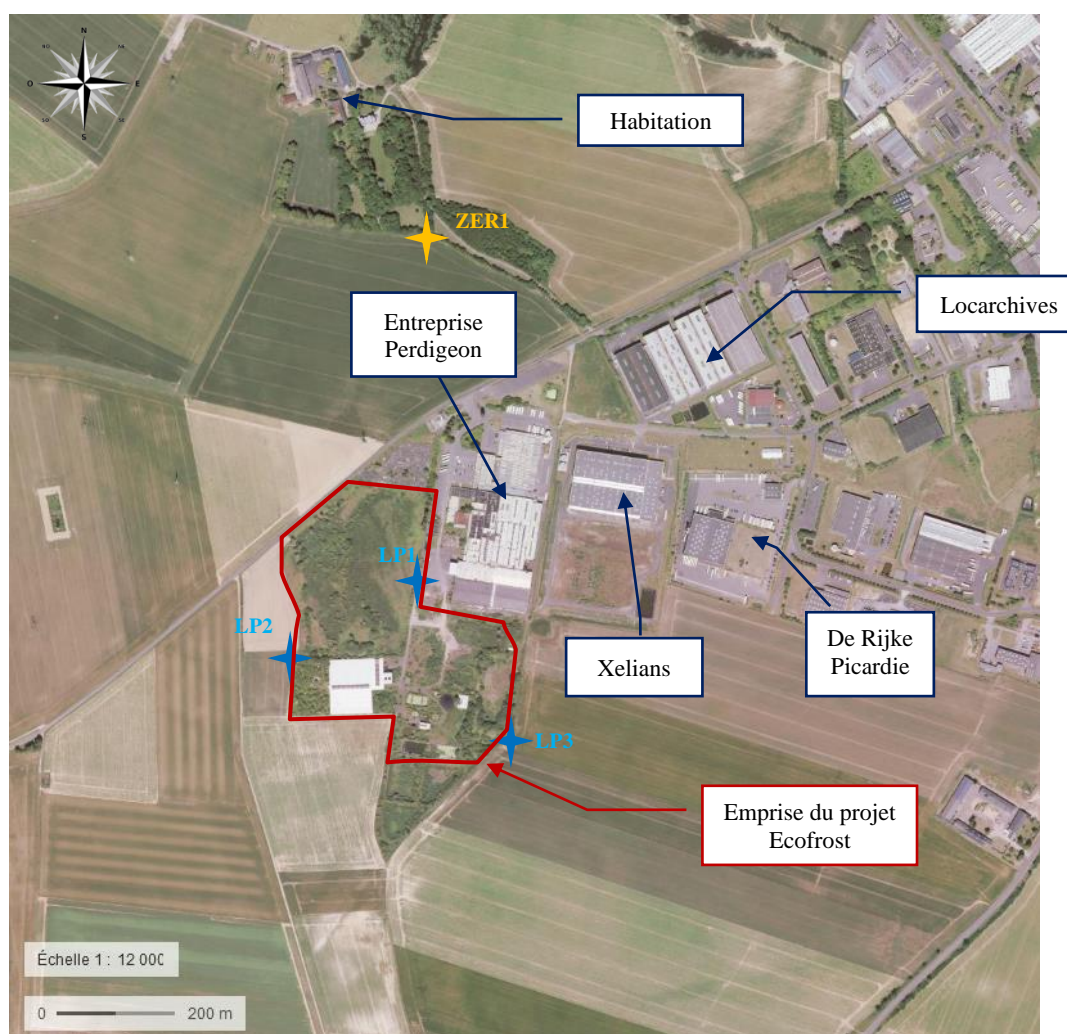 N
E
S
O
Habitation
ZER1
Entreprise
Perdigeon
Locarchives
LP1
LP2
Xelians
De Rijke
Picardie
LP3
Emprise du projet
Ecofrost
Échelle 1 : 12 000
0 200 m